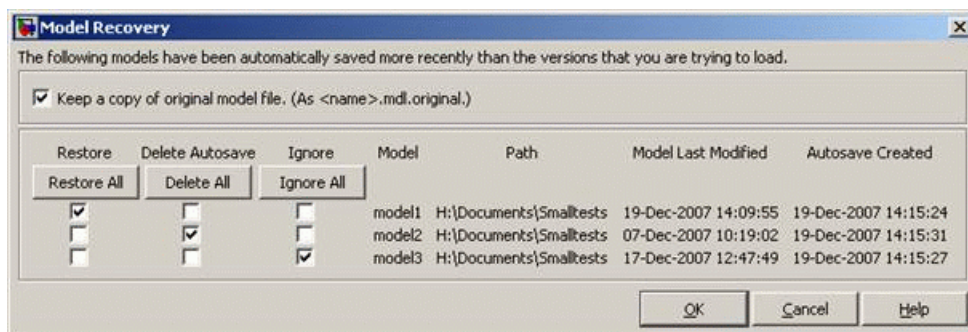 Model Recovery
The following models have been automatically saved more recently than the versions that you are trying to load.
Keep a copy of original model file. (As <name>.mdl.original.)
Restore Delete Autosave Ignore Model Path Model Last Modified Autosave Created
Restore All Delete All Ignore All
model1 H:\Documents\Smalltests 19-Dec-2007 14:09:55 19-Dec-2007 14:15:24
model2 H:\Documents\Smalltests 07-Dec-2007 10:19:02 19-Dec-2007 14:15:31
model3 H:\Documents\Smalltests 17-Dec-2007 12:47:49 19-Dec-2007 14:15:27
OK Cancel Help